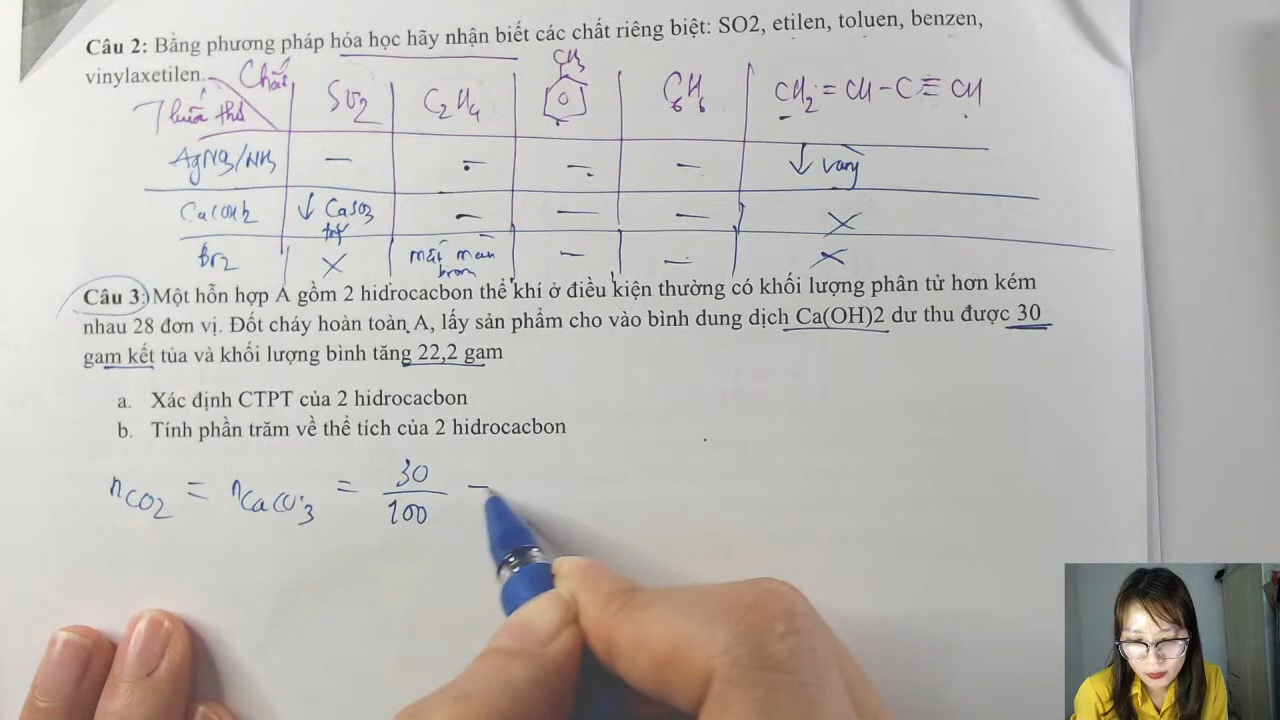 Câu 2: Bằng phương pháp hóa học hãy nhận biết các chất riêng biệt: SO2, etilen, toluen, benzen,
vinylaxetilen.
Chất
Thuốc thử
SO2
C2H4
CH3
C6H6
CH2 = CH - C ≡ CH
AgNO3/NH3
-
-
-
-
↓ vàng
Ca(OH)2
↓ CaSO3
-
-
-
X
Br2
X
mất màu
brom
-
-
X
Câu 3: Một hỗn hợp A gồm 2 hidrocacbon thể khí ở điều kiện thường có khối lượng phân tử hơn kém
nhau 28 đơn vị. Đốt cháy hoàn toàn A, lấy sản phẩm cho vào bình dung dịch Ca(OH)2 dư thu được 30
gam kết tủa và khối lượng bình tăng 22,2 gam
a. Xác định CTPT của 2 hidrocacbon
b. Tính phần trăm về thể tích của 2 hidrocacbon
nCO2 = nCaCO3 = 30/100